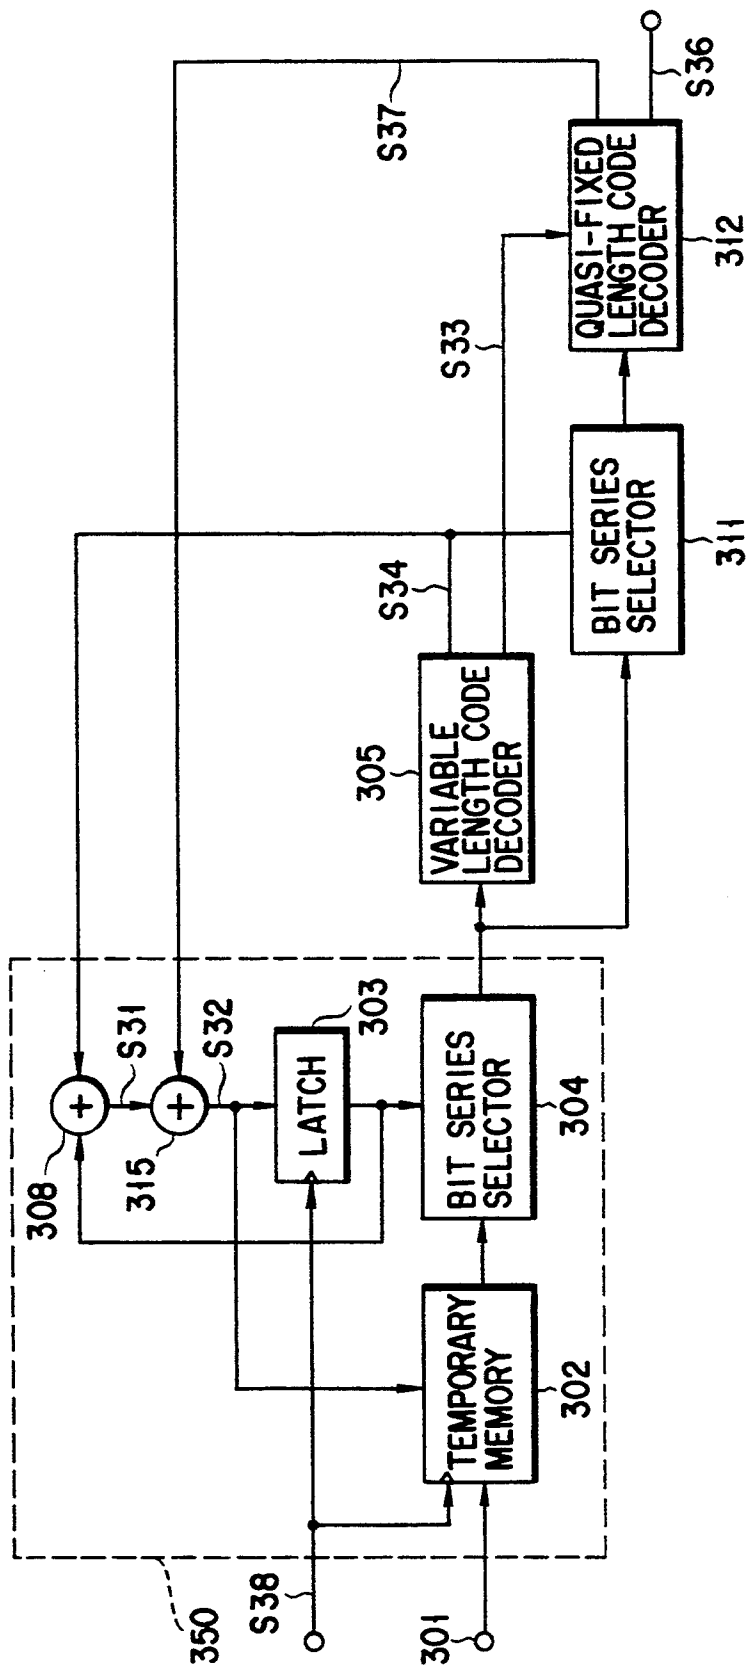 350
S38
301
308
315
S31
S32
LATCH
303
TEMPORARY
MEMORY
302
BIT SERIES
SELECTOR
304
305
VARIABLE
LENGTH CODE
DECODER
S34
S33
S37
BIT SERIES
SELECTOR
311
QUASI-FIXED
LENGTH CODE
DECODER
312
S36